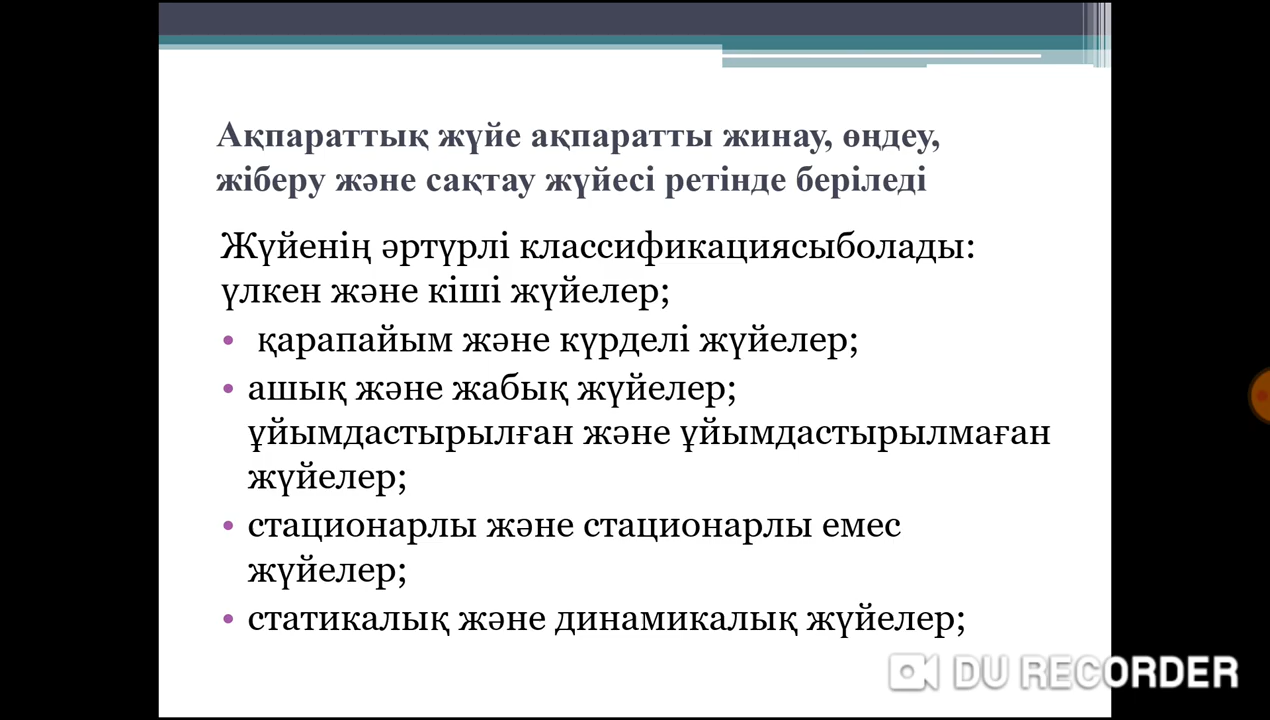 Ақпараттық жүйе ақпаратты жинау, өңдеу,
жіберу және сақтау жүйесі ретінде беріледі
Жүйенің әртүрлі классификациясыболады:
үлкен және кіші жүйелер;
• қарапайым және күрделі жүйелер;
• ашық және жабық жүйелер;
ұйымдастырылған және ұйымдастырылмаған
жүйелер;
• стационарлы және стационарлы емес
жүйелер;
• статикалық және динамикалық жүйелер;
DU RECORDER